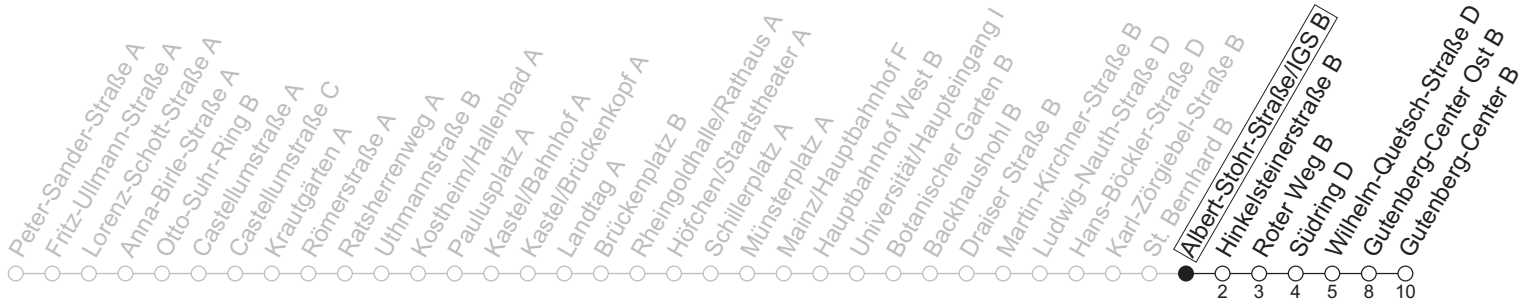 Peter-Sander-Straße A
Fritz-Ullmann-Straße A
Lorenz-Schott-Straße A
Anna-Birle-Straße A
Otto-Suhr-Ring B
Castellumstraße A
Castellumstraße C
Krautgärten A
Römerstraße A
Ratsherrenweg A
Uthmannstraße B
Kostheim/Hallenbad A
Paulusplatz A
Kastel/Bahnhof A
Kastel/Brückenkopf A
Landtag A
Brückenplatz B
Rheingoldhalle/Rathaus A
Höfchen/Staatstheater A
Schillerplatz A
Münsterplatz A
Mainz/Hauptbahnhof F
Hauptbahnhof West B
Universität/Haupteingang I
Botanischer Garten B
Backhaushohl B
Draiser Straße B
Martin-Kirchner-Straße B
Ludwig-Nauth-Straße D
Hans-Böckler-Straße D
Karl-Zörgiebel-Straße B
St. Bernhard B
Albert-Stohr-Straße/IGS B
Hinkelsteinerstraße B
Roter Weg B
Südring D
Wilhelm-Quetsch-Straße D
Gutenberg-Center Ost B
Gutenberg-Center B
2 3 4 5 8 10